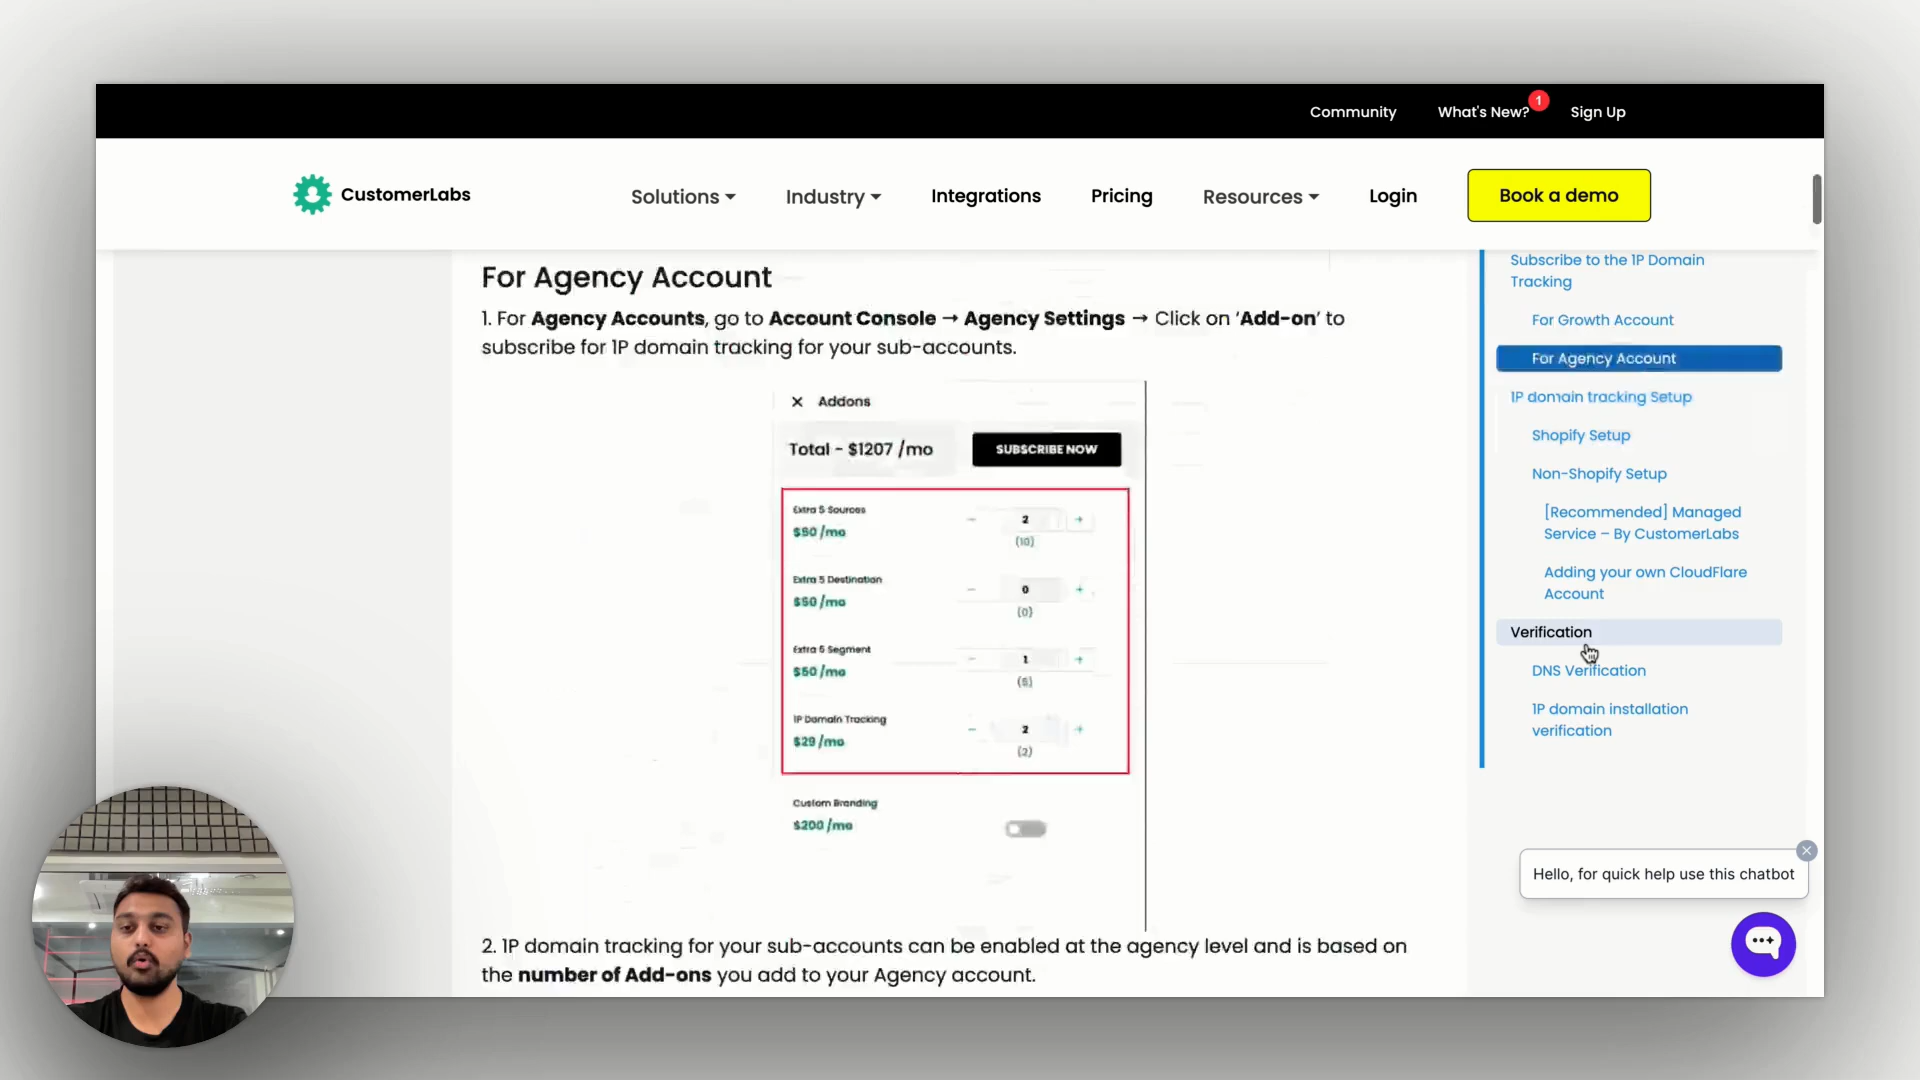 Community What's New? 1 Sign Up
CustomerLabs Solutions Industry Integrations Pricing Resources Login Book a demo
For Agency Account
1. For Agency Accounts, go to Account Console → Agency Settings → Click on ‘Add-on’ to
subscribe for 1P domain tracking for your sub-accounts.
Addons
Total - $1207 /mo SUBSCRIBE NOW
Extra 5 Sources
$50 /mo
2
(10)
Extra 5 Destination
$50 /mo
0
(0)
Extra 5 Segment
$50 /mo
1
(5)
1P Domain Tracking
$29 /mo
2
(2)
Custom Branding
$200 /mo
2. 1P domain tracking for your sub-accounts can be enabled at the agency level and is based on
the number of Add-ons you add to your Agency account.
Subscribe to the 1P Domain
Tracking
For Growth Account
For Agency Account
1P domain tracking Setup
Shopify Setup
Non-Shopify Setup
[Recommended] Managed
Service – By CustomerLabs
Adding your own CloudFlare
Account
Verification
DNS Verification
1P domain installation
verification
Hello, for quick help use this chatbot